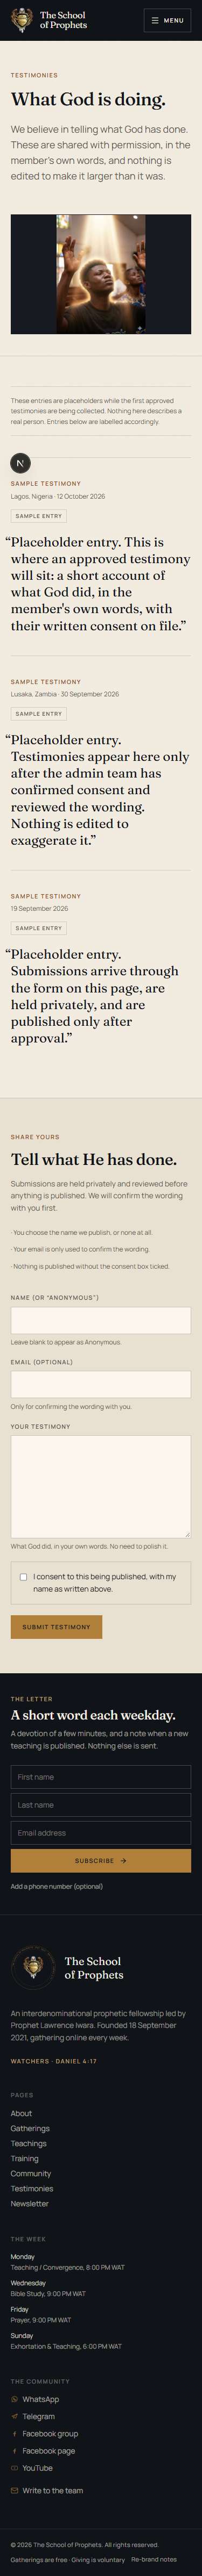 The School
of Prophets
MENU
TESTIMONIES
What God is doing.
We believe in telling what God has done.
These are shared with permission, in the
member's own words, and nothing is
edited to make it larger than it was.
These entries are placeholders while the first approved
testimonies are being collected. Nothing here describes a
real person. Entries below are labelled accordingly.
N
SAMPLE TESTIMONY
Lagos, Nigeria · 12 October 2026
SAMPLE ENTRY
“Placeholder entry. This is
where an approved testimony
will sit: a short account of
what God did, in the
member's own words, with
their written consent on file.”
SAMPLE TESTIMONY
Lusaka, Zambia · 30 September 2026
SAMPLE ENTRY
“Placeholder entry.
Testimonies appear here only
after the admin team has
confirmed consent and
reviewed the wording.
Nothing is edited to
exaggerate it.”
SAMPLE TESTIMONY
19 September 2026
SAMPLE ENTRY
“Placeholder entry.
Submissions arrive through
the form on this page, are
held privately, and are
published only after
approval.”
SHARE YOURS
Tell what He has done.
Submissions are held privately and reviewed before
anything is published. We will confirm the wording
with you first.
· You choose the name we publish, or none at all.
· Your email is only used to confirm the wording.
· Nothing is published without the consent box ticked.
NAME (OR “ANONYMOUS”)
Leave blank to appear as Anonymous.
EMAIL (OPTIONAL)
Only for confirming the wording with you.
YOUR TESTIMONY
What God did, in your own words. No need to polish it.
I consent to this being published, with my
name as written above.
SUBMIT TESTIMONY
THE LETTER
A short word each weekday.
A devotion of a few minutes, and a note when a new
teaching is published. Nothing else is sent.
First name
Last name
Email address
SUBSCRIBE →
Add a phone number (optional)
The School
of Prophets
An interdenominational prophetic fellowship led by
Prophet Lawrence Iwara. Founded 18 September
2021, gathering online every week.
WATCHERS · DANIEL 4:17
PAGES
About
Gatherings
Teachings
Training
Community
Testimonies
Newsletter
THE WEEK
Monday
Teaching / Convergence, 8:00 PM WAT
Wednesday
Bible Study, 9:00 PM WAT
Friday
Prayer, 9:00 PM WAT
Sunday
Exhortation & Teaching, 6:00 PM WAT
THE COMMUNITY
WhatsApp
Telegram
Facebook group
Facebook page
YouTube
Write to the team
© 2026 The School of Prophets. All rights reserved.
Gatherings are free · Giving is voluntary Re-brand notes